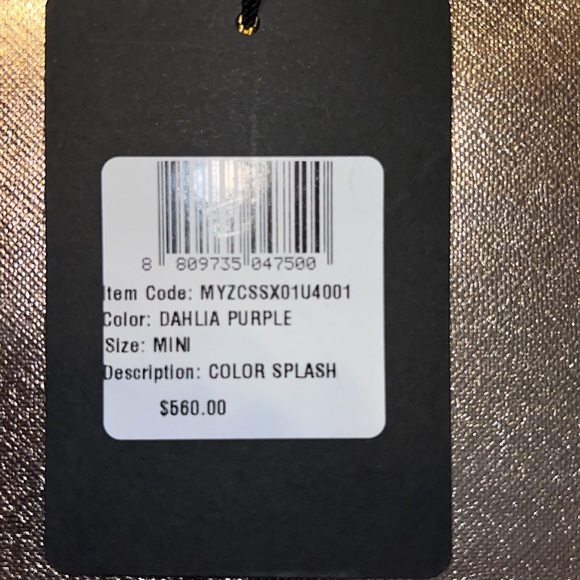 8 809735 047500
Item Code: MYZCSSX01U4001
Color: DAHLIA PURPLE
Size: MINI
Description: COLOR SPLASH
$560.00